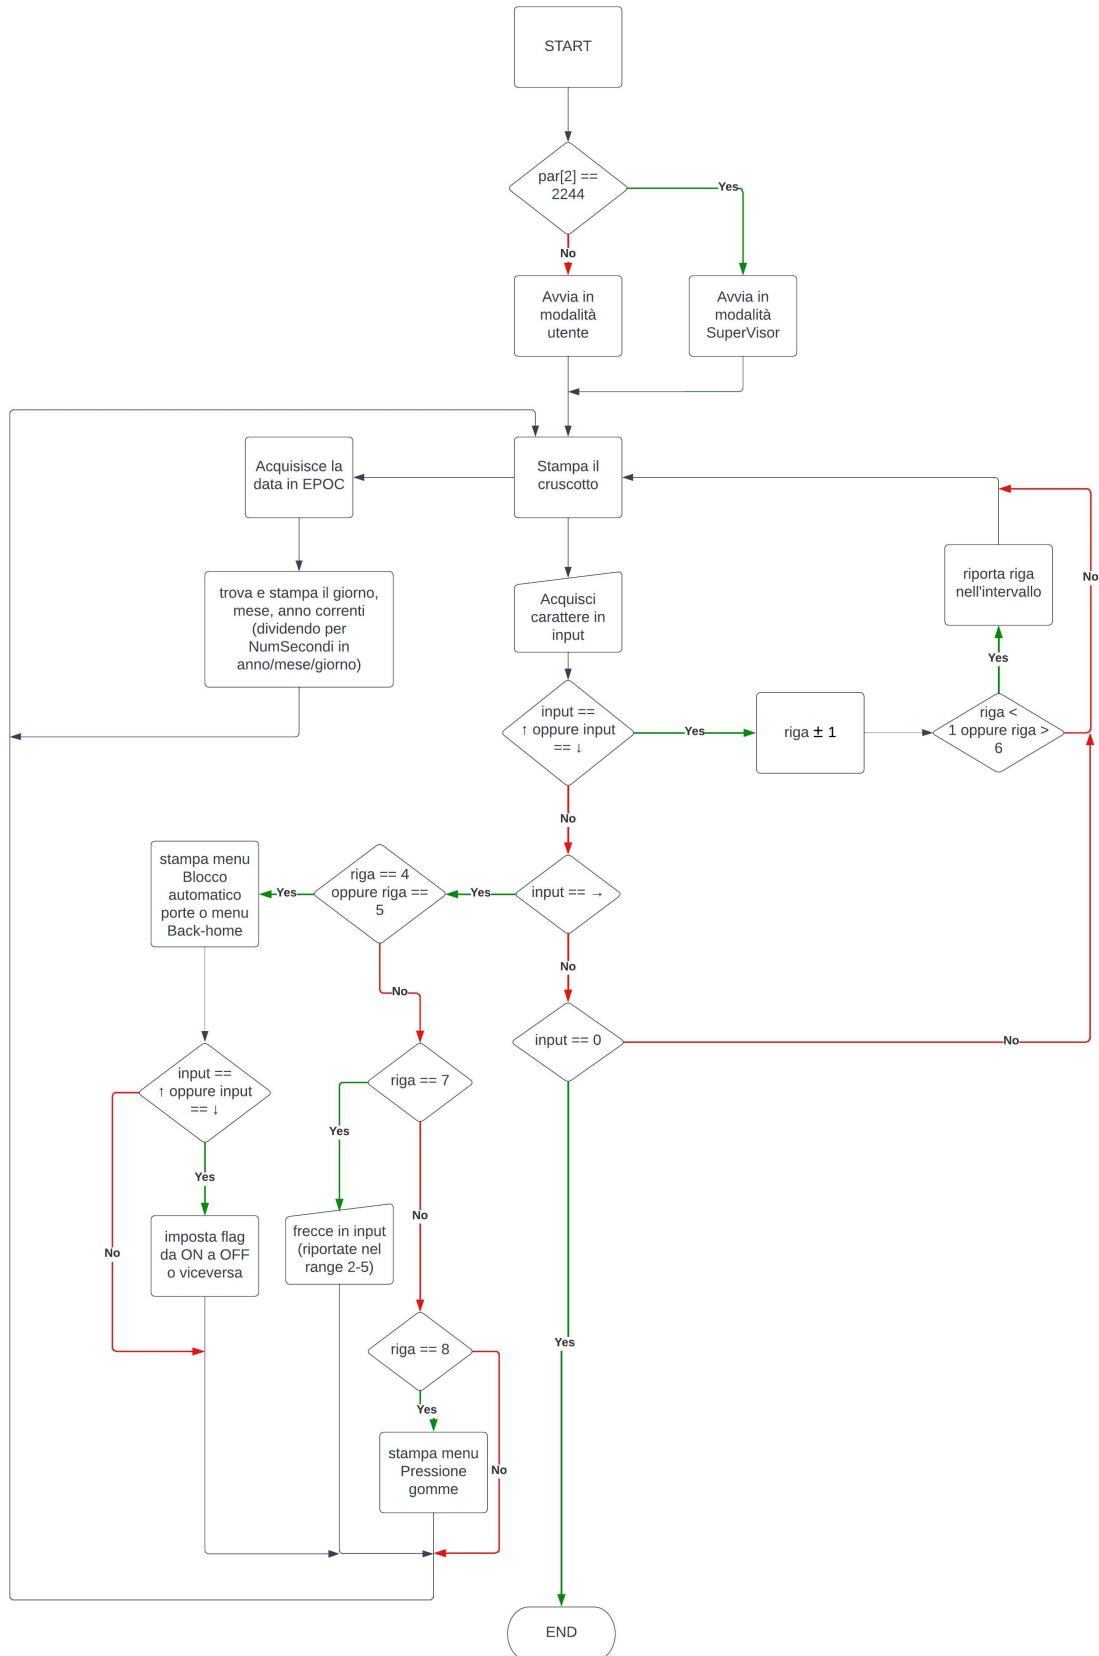 START
par[2] ==
2244
Yes
No
Avvia in
modalità
utente
Avvia in
modalità
SuperVisor
Acquisisce la
data in EPOC
Stampa il
cruscotto
trova e stampa il giorno,
mese, anno correnti
(dividendo per
NumSecondi in
anno/mese/giorno)
Acquisci
carattere in
input
riporta riga
nell'intervallo
No
Yes
input ==
↑ oppure input
== ↓
Yes
riga ± 1
riga <
1 oppure riga >
6
No
stampa menu
Blocco
automatico
porte o menu
Back-home
Yes
riga == 4
oppure riga ==
5
Yes
input == →
No
No
input == 0
No
input ==
↑ oppure input
== ↓
riga == 7
Yes
Yes
No
No
imposta flag
da ON a OFF
o viceversa
frecce in input
(riportate nel
range 2-5)
riga == 8
Yes
Yes
stampa menu
Pressione
gomme
No
END